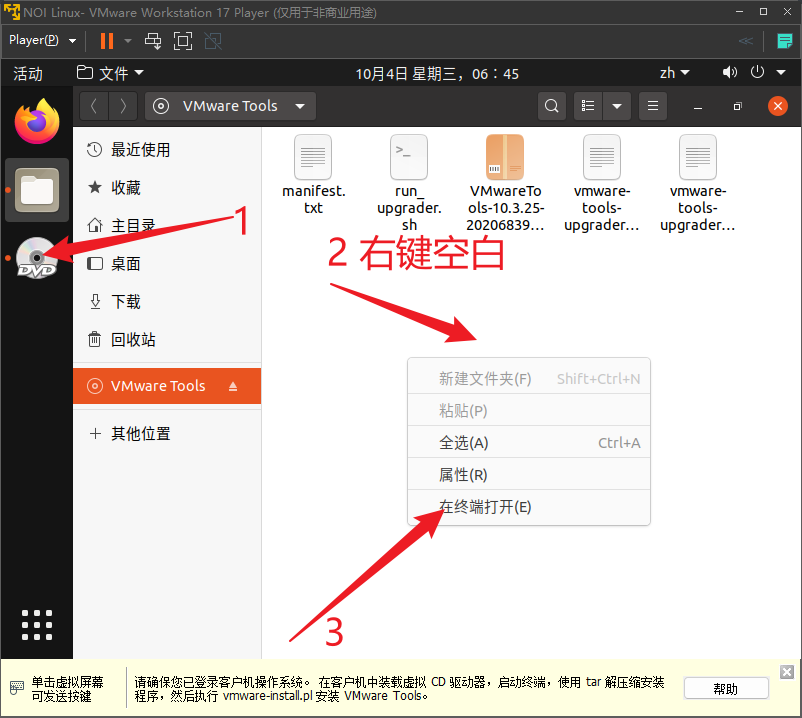 NOI Linux- VMware Workstation 17 Player (仅用于非商业用途)
Player(P)
活动
文件
10月4日 星期三，06：45
zh
VMware Tools
最近使用
收藏
主目录
桌面
下载
回收站
VMware Tools
其他位置
DVD
manifest.
txt
run_
upgrader.
sh
VMwareTo
ols-10.3.25-
20206839...
vmware-
tools-
upgrader...
vmware-
tools-
upgrader...
1
2 右键空白
新建文件夹(F) Shift+Ctrl+N
粘贴(P)
全选(A) Ctrl+A
属性(R)
在终端打开(E)
3
单击虚拟屏幕
可发送按键
请确保您已登录客户机操作系统。 在客户机中装载虚拟 CD 驱动器，启动终端，使用 tar 解压缩安装
程序，然后执行 vmware-install.pl 安装 VMware Tools。
帮助